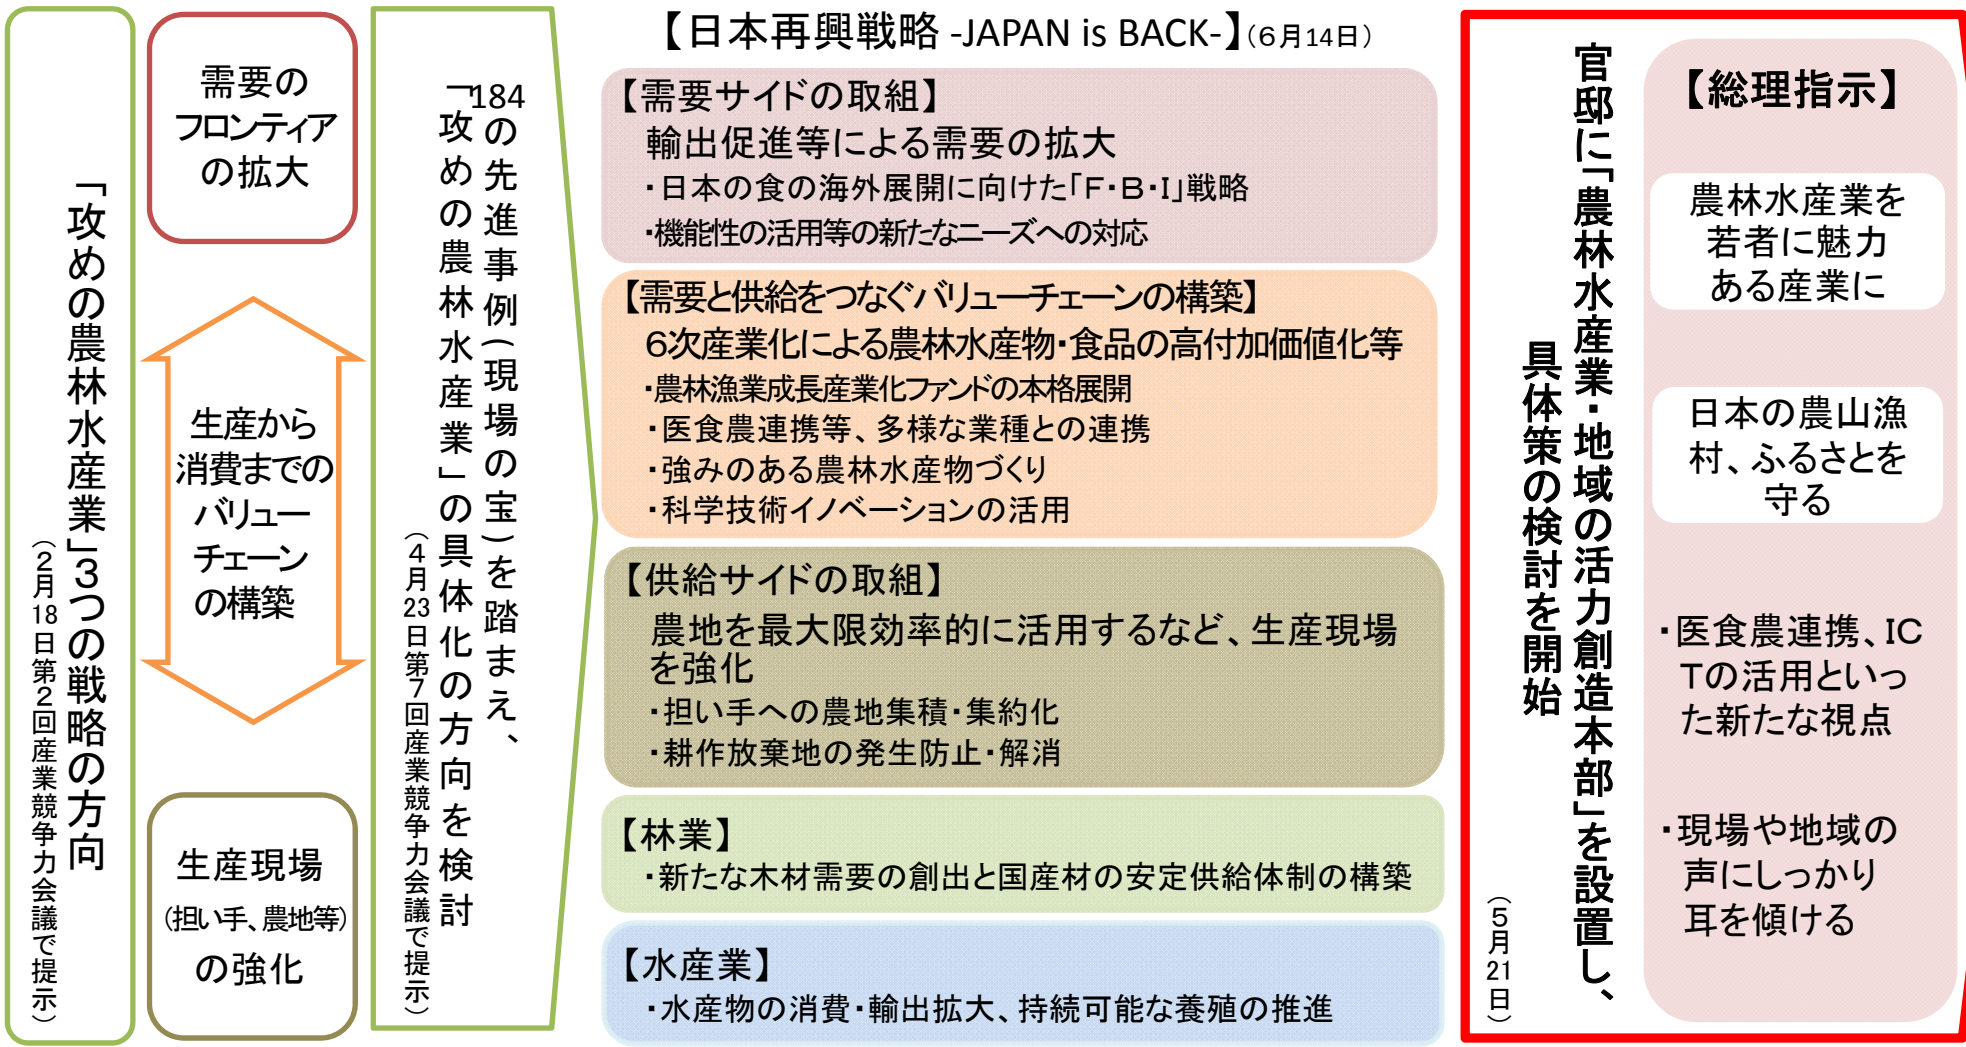 「攻めの農林水産業」3つの戦略の方向
（２月18日第２回産業競争力会議で提示）
需要の
フロンティア
の拡大
生産から
消費までの
バリュー
チェーン
の構築
生産現場
(担い手、農地等)
の強化
184の先進事例(現場の宝)を踏まえ、
「攻めの農林水産業」の具体化の方向を検討
（４月23日第７回産業競争力会議で提示）
【日本再興戦略 -JAPAN is BACK-】（６月14日）
【需要サイドの取組】
輸出促進等による需要の拡大
・日本の食の海外展開に向けた「Ｆ・Ｂ・Ｉ」戦略
・機能性の活用等の新たなニーズへの対応
【需要と供給をつなぐバリューチェーンの構築】
６次産業化による農林水産物・食品の高付加価値化等
・農林漁業成長産業化ファンドの本格展開
・医食農連携等、多様な業種との連携
・強みのある農林水産物づくり
・科学技術イノベーションの活用
【供給サイドの取組】
農地を最大限効率的に活用するなど、生産現場
を強化
・担い手への農地集積・集約化
・耕作放棄地の発生防止・解消
【林業】
・新たな木材需要の創出と国産材の安定供給体制の構築
【水産業】
・水産物の消費・輸出拡大、持続可能な養殖の推進
官邸に「農林水産業・地域の活力創造本部」を設置し、
具体策の検討を開始
（５月21日）
【総理指示】
農林水産業を
若者に魅力
ある産業に
日本の農山漁
村、ふるさとを
守る
・医食農連携、ＩＣ
Ｔの活用といっ
た新たな視点
・現場や地域の
声にしっかり
耳を傾ける